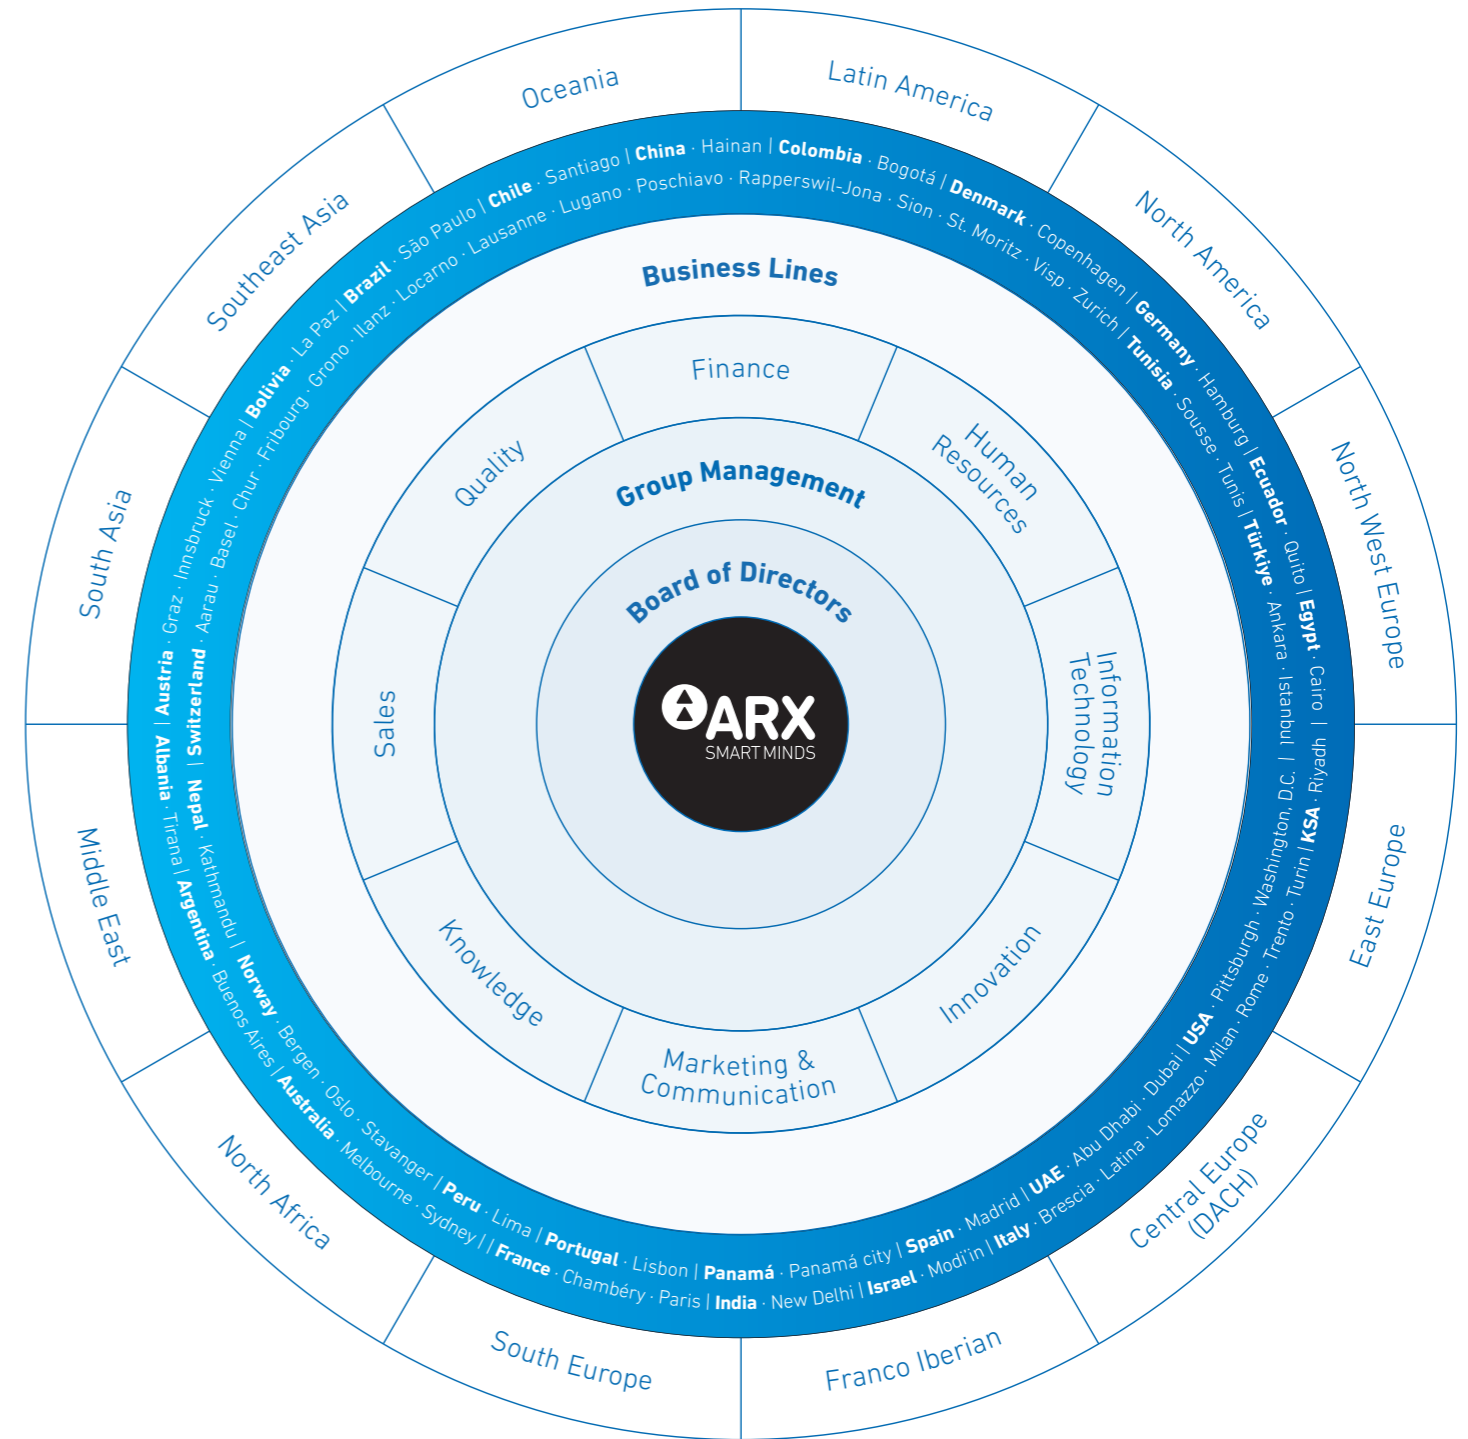 Oceania
Latin America
North America
North West Europe
East Europe
Central Europe
(DACH)
Franco Iberian
South Europe
North Africa
Middle East
South Asia
Southeast Asia
| Austria · Graz · Innsbruck · Vienna | Bolivia · La Paz | Brazil · São Paulo | Chile · Santiago | China · Hainan | Colombia · Bogotá | Denmark · Copenhagen | Germany · Hamburg | Ecuador · Quito | Egypt · Cairo |
| Switzerland · Aarau · Basel · Chur · Fribourg · Grono · Ilanz · Locarno · Lausanne · Lugano · Poschiavo · Rapperswil-Jona · Sion · St. Moritz · Visp · Zurich | Tunisia · Sousse · Tunis | Türkiye · Ankara · Istanbul |
Nepal · Kathmandu | Norway · Bergen · Oslo · Stavanger | Peru · Lima | Portugal · Lisbon | Panamá · Panamá city | Spain · Madrid | UAE · Abu Dhabi · Dubai | USA · Pittsburgh · Washington, D.C. |
Albania · Tirana | Argentina · Buenos Aires | Australia · Melbourne · Sydney | | France · Chambéry · Paris | India · New Delhi | Israel · Modi'in | Italy · Brescia · Latina · Lomazzo · Milan · Rome · Trento · Turin | KSA · Riyadh |
Business Lines
Finance
Human
Resources
Information
Technology
Innovation
Marketing &
Communication
Knowledge
Sales
Quality
Group Management
Board of Directors
ARX
SMART MINDS